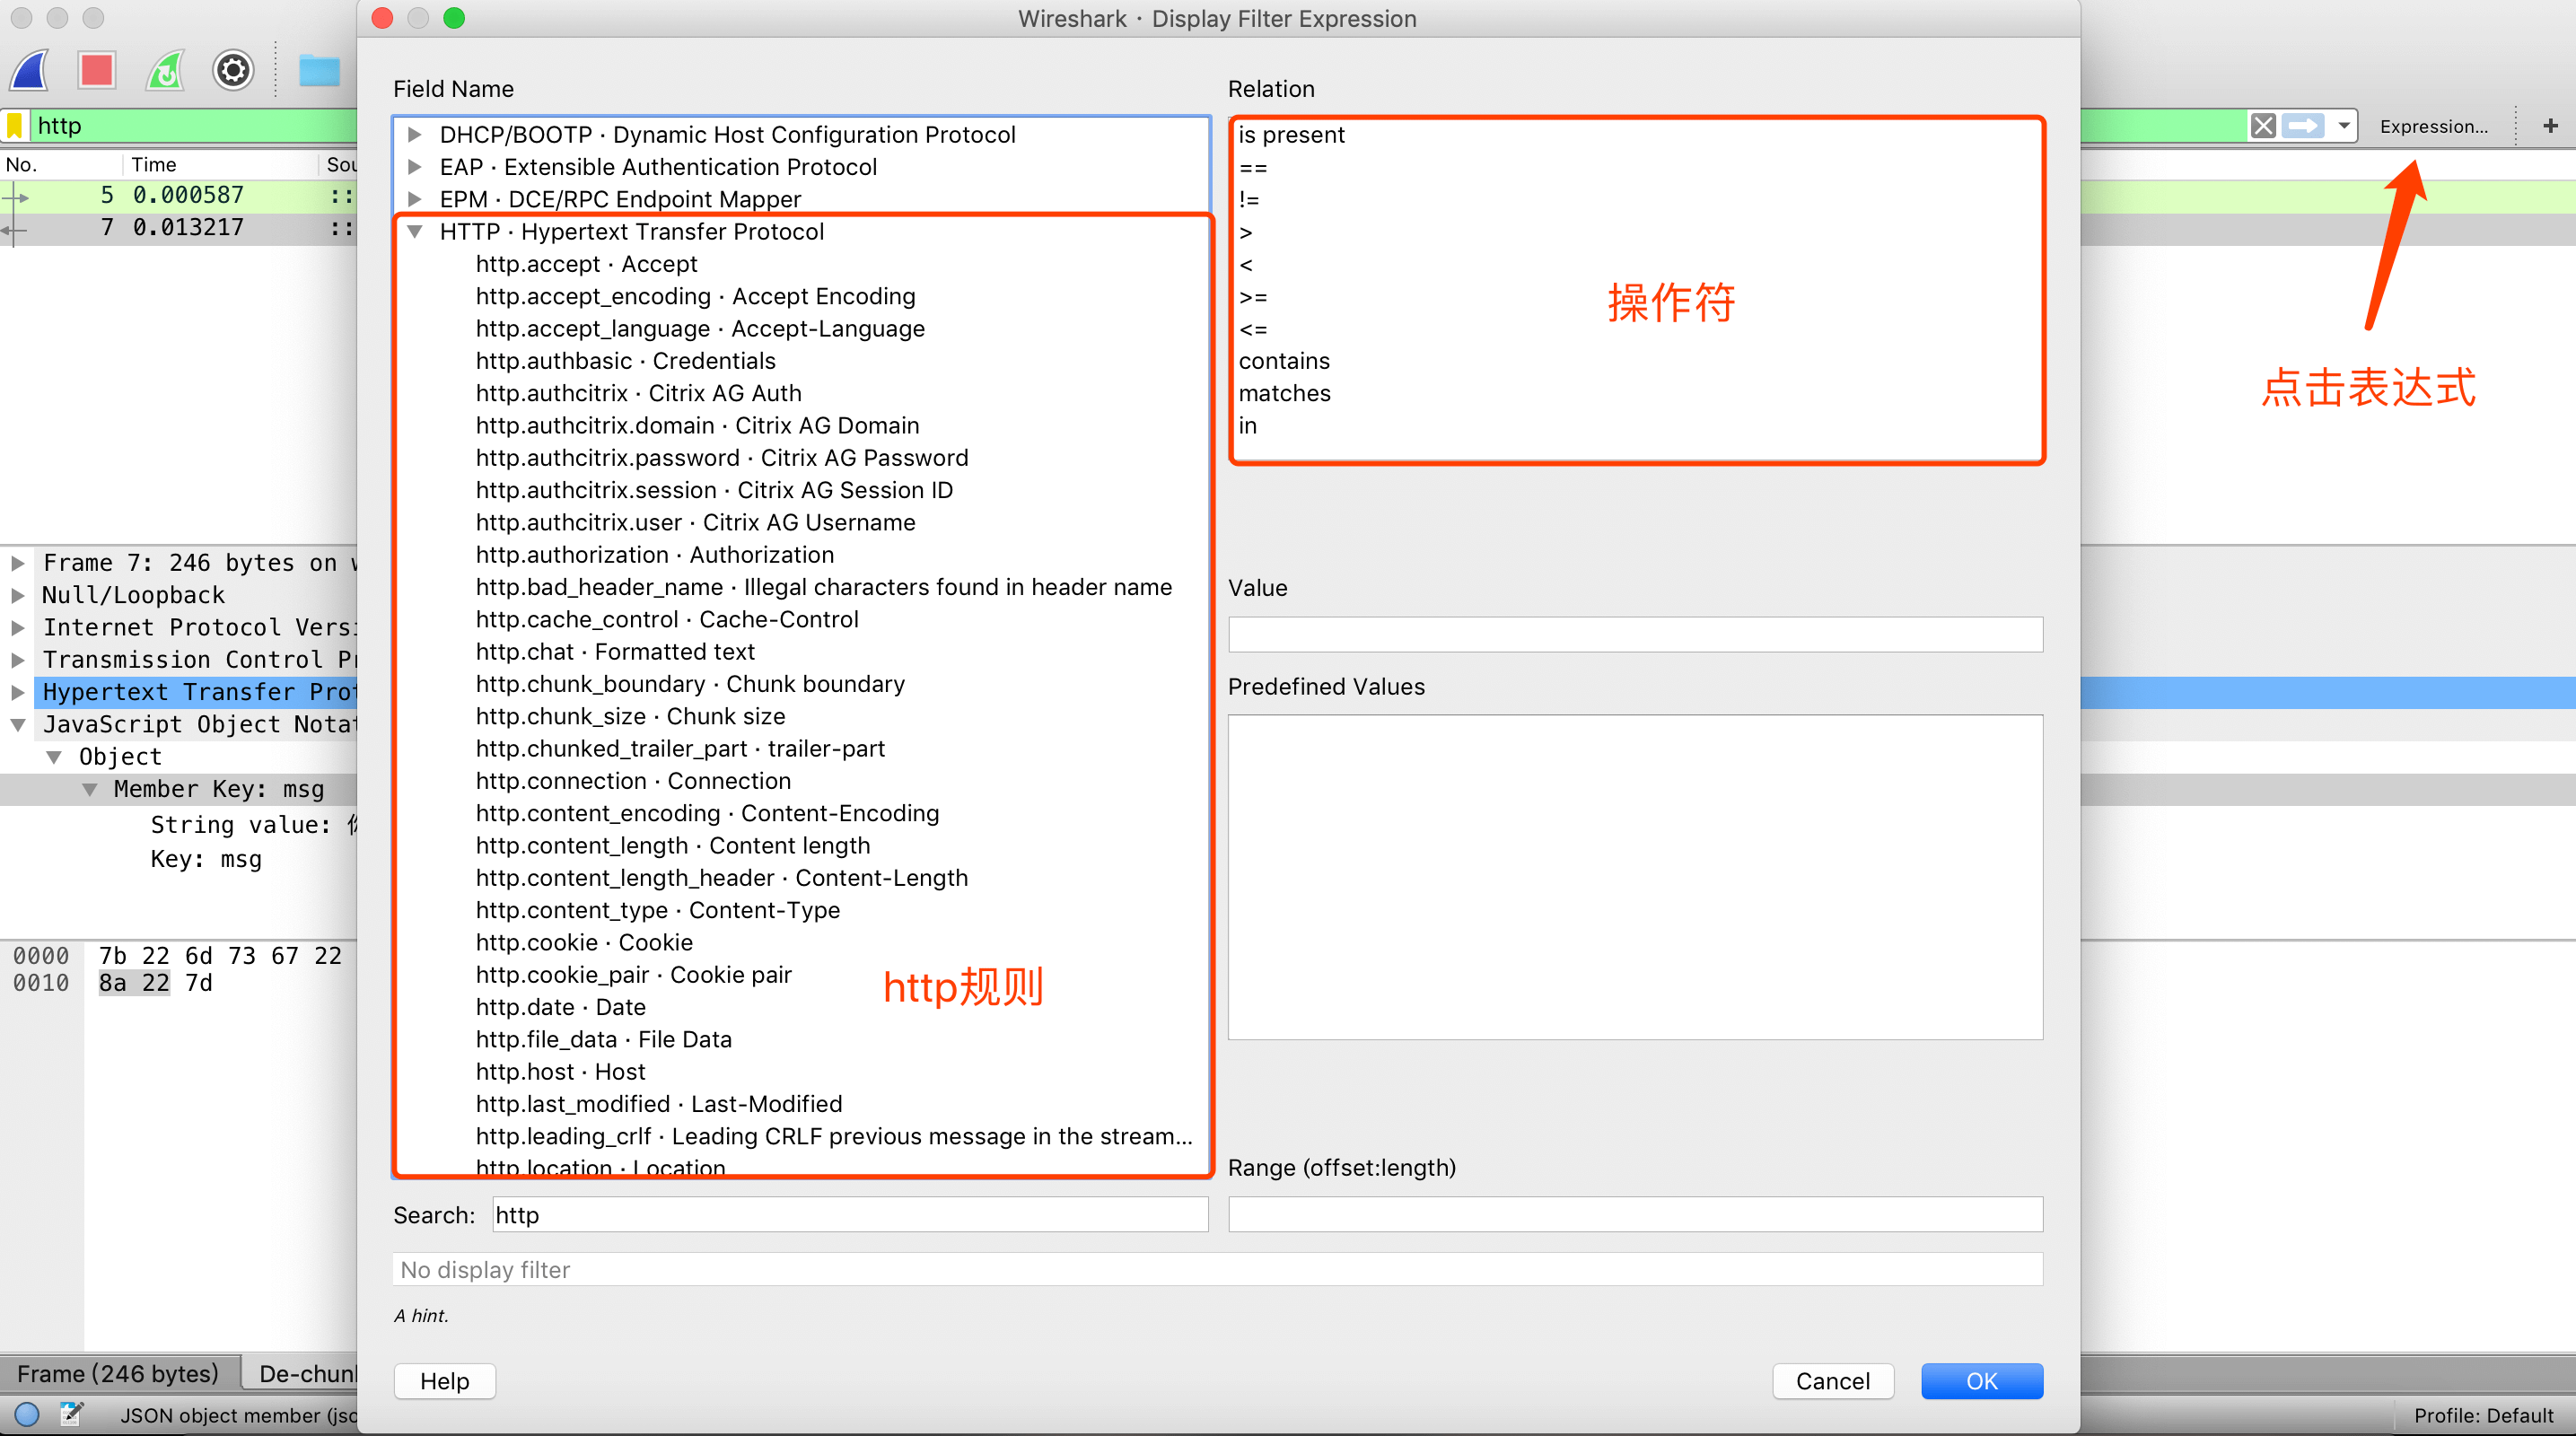 Wireshark · Display Filter Expression
http
Expression...
+
No. Time
5 0.000587 ::
7 0.013217 ::
Field Name
DHCP/BOOTP · Dynamic Host Configuration Protocol
EAP · Extensible Authentication Protocol
EPM · DCE/RPC Endpoint Mapper
HTTP · Hypertext Transfer Protocol
http.accept · Accept
http.accept_encoding · Accept Encoding
http.accept_language · Accept-Language
http.authbasic · Credentials
http.authcitrix · Citrix AG Auth
http.authcitrix.domain · Citrix AG Domain
http.authcitrix.password · Citrix AG Password
http.authcitrix.session · Citrix AG Session ID
http.authcitrix.user · Citrix AG Username
http.authorization · Authorization
http.bad_header_name · Illegal characters found in header name
http.cache_control · Cache-Control
http.chat · Formatted text
http.chunk_boundary · Chunk boundary
http.chunk_size · Chunk size
http.chunked_trailer_part · trailer-part
http.connection · Connection
http.content_encoding · Content-Encoding
http.content_length · Content length
http.content_length_header · Content-Length
http.content_type · Content-Type
http.cookie · Cookie
http.cookie_pair · Cookie pair
http.date · Date
http.file_data · File Data
http.host · Host
http.last_modified · Last-Modified
http.leading_crlf · Leading CRLF previous message in the stream...
http.location · Location
http规则
Search: http
No display filter
A hint.
Help
Relation
is present
==
!=
>
<
>=
<=
contains
matches
in
操作符
Value
Predefined Values
Range (offset:length)
Cancel
OK
点击表达式
Frame 7: 246 bytes on
Null/Loopback
Internet Protocol
Transmission Control
Hypertext Transfer
JavaScript Object
Object
Member Key: msg
String value:
Key: msg
0000 7b 22 6d 73 67 22
0010 8a 22 7d
Frame (246 bytes)
JSON object member
Profile: Default